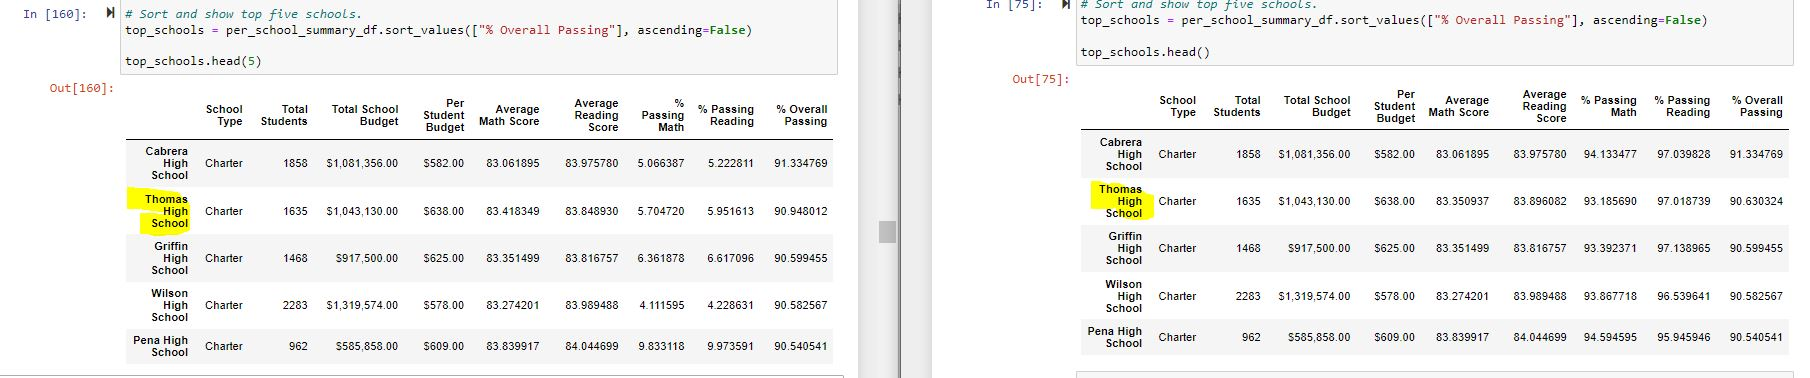 In [160]:
# Sort and show top five schools.
top_schools = per_school_summary_df.sort_values(["% Overall Passing"], ascending=False)
top_schools.head(5)
Out[160]:
School Type Total Students Total School Budget Per Student Budget Average Math Score Average Reading Score % Passing Math % Passing Reading % Overall Passing
Cabrera High School Charter 1858 $1,081,356.00 $582.00 83.061895 83.975780 5.066387 5.222811 91.334769
Thomas High School Charter 1635 $1,043,130.00 $638.00 83.418349 83.848930 5.704720 5.951613 90.948012
Griffin High School Charter 1468 $917,500.00 $625.00 83.351499 83.816757 6.361878 6.617096 90.599455
Wilson High School Charter 2283 $1,319,574.00 $578.00 83.274201 83.989488 4.111595 4.228631 90.582567
Pena High School Charter 962 $585,858.00 $609.00 83.839917 84.044699 9.833118 9.973591 90.540541
In [75]:
# Sort and show top five schools.
top_schools = per_school_summary_df.sort_values(["% Overall Passing"], ascending=False)
top_schools.head()
Out[75]:
School Type Total Students Total School Budget Per Student Budget Average Math Score Average Reading Score % Passing Math % Passing Reading % Overall Passing
Cabrera High School Charter 1858 $1,081,356.00 $582.00 83.061895 83.975780 94.133477 97.039828 91.334769
Thomas High School Charter 1635 $1,043,130.00 $638.00 83.350937 83.896082 93.185690 97.018739 90.630324
Griffin High School Charter 1468 $917,500.00 $625.00 83.351499 83.816757 93.392371 97.138965 90.599455
Wilson High School Charter 2283 $1,319,574.00 $578.00 83.274201 83.989488 93.867718 96.539641 90.582567
Pena High School Charter 962 $585,858.00 $609.00 83.839917 84.044699 94.594595 95.945946 90.540541